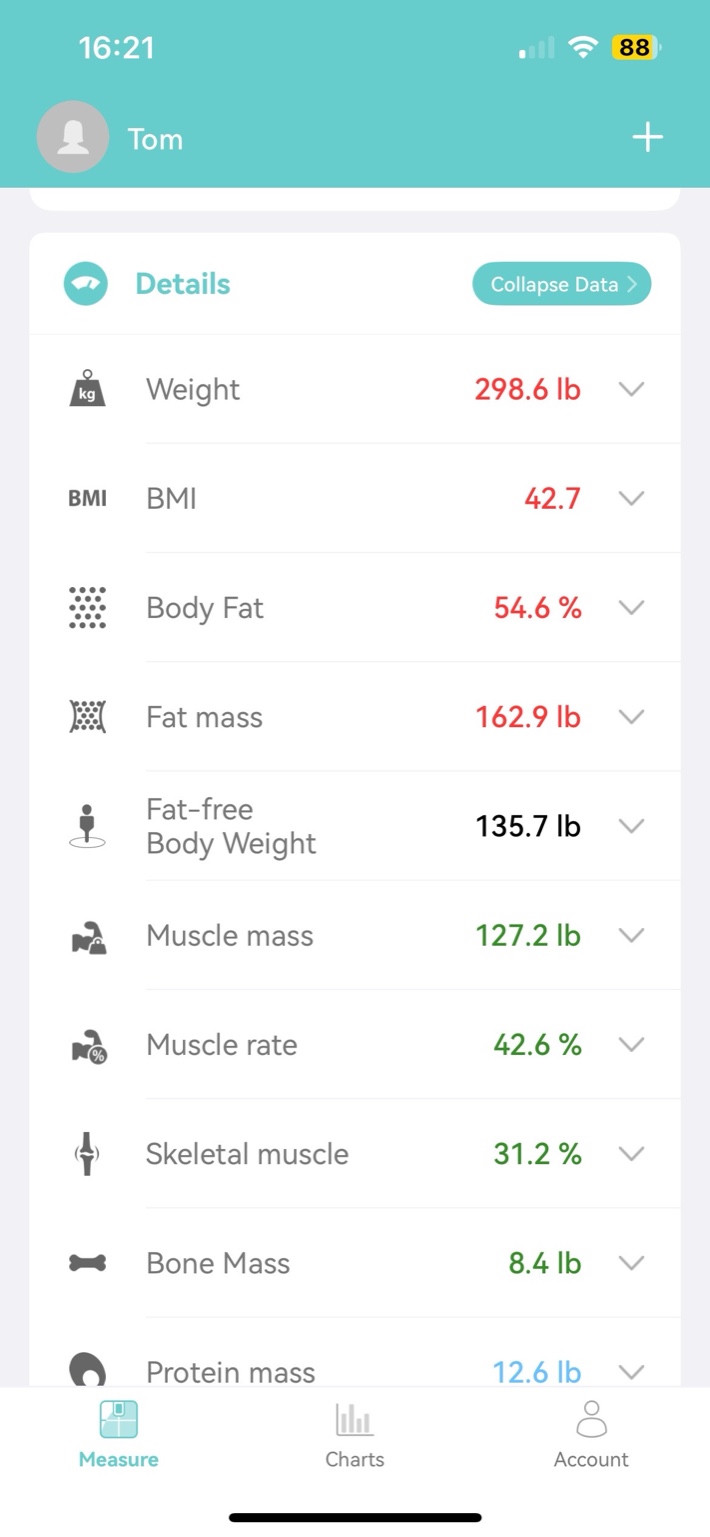 16:21
88
Tom
Details
Collapse Data
kg
Weight
298.6 lb
BMI
BMI
42.7
Body Fat
54.6 %
Fat mass
162.9 lb
Fat-free
Body Weight
135.7 lb
Muscle mass
127.2 lb
%
Muscle rate
42.6 %
Skeletal muscle
31.2 %
Bone Mass
8.4 lb
Protein mass
12.6 lb
Measure
Charts
Account